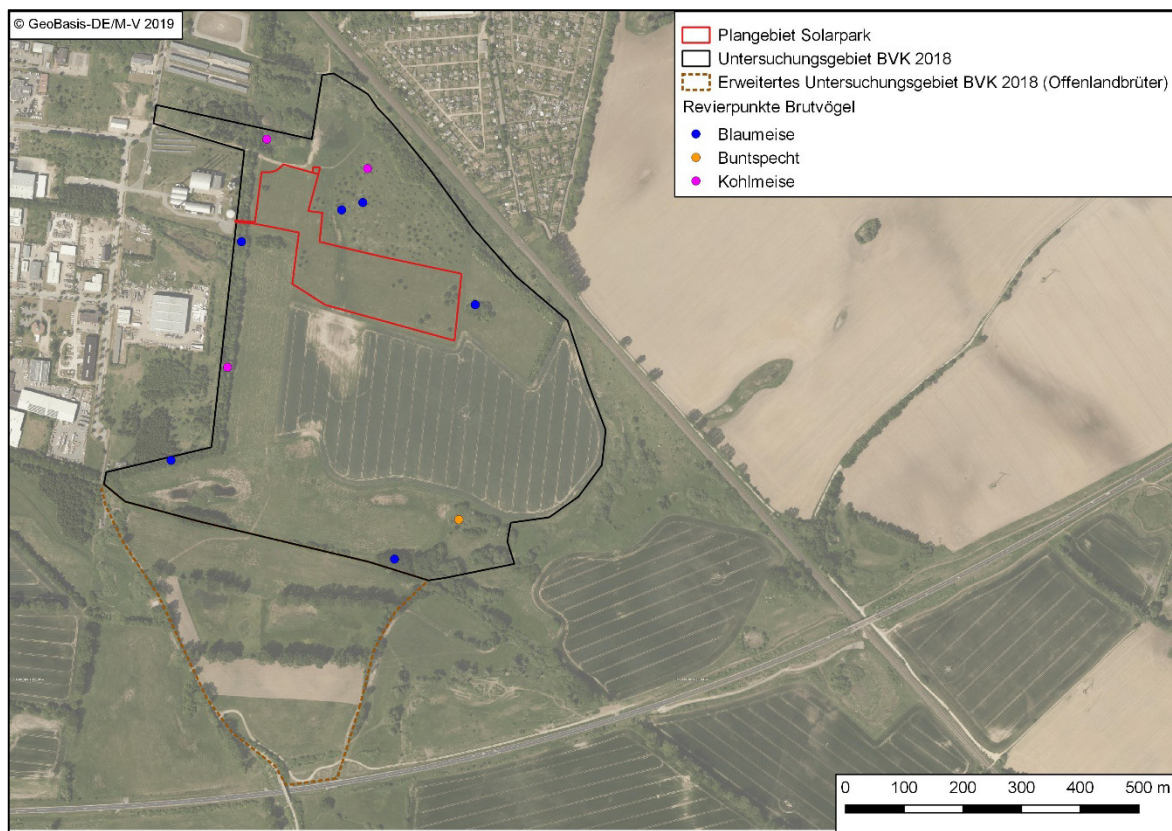 © GeoBasis-DE/M-V 2019
Plangebiet Solarpark
Untersuchungsgebiet BVK 2018
Erweitertes Untersuchungsgebiet BVK 2018 (Offenlandbrüter)
Revierpunkte Brutvögel
Blaumeise
Buntspecht
Kohlmeise
0 100 200 300 400 500 m